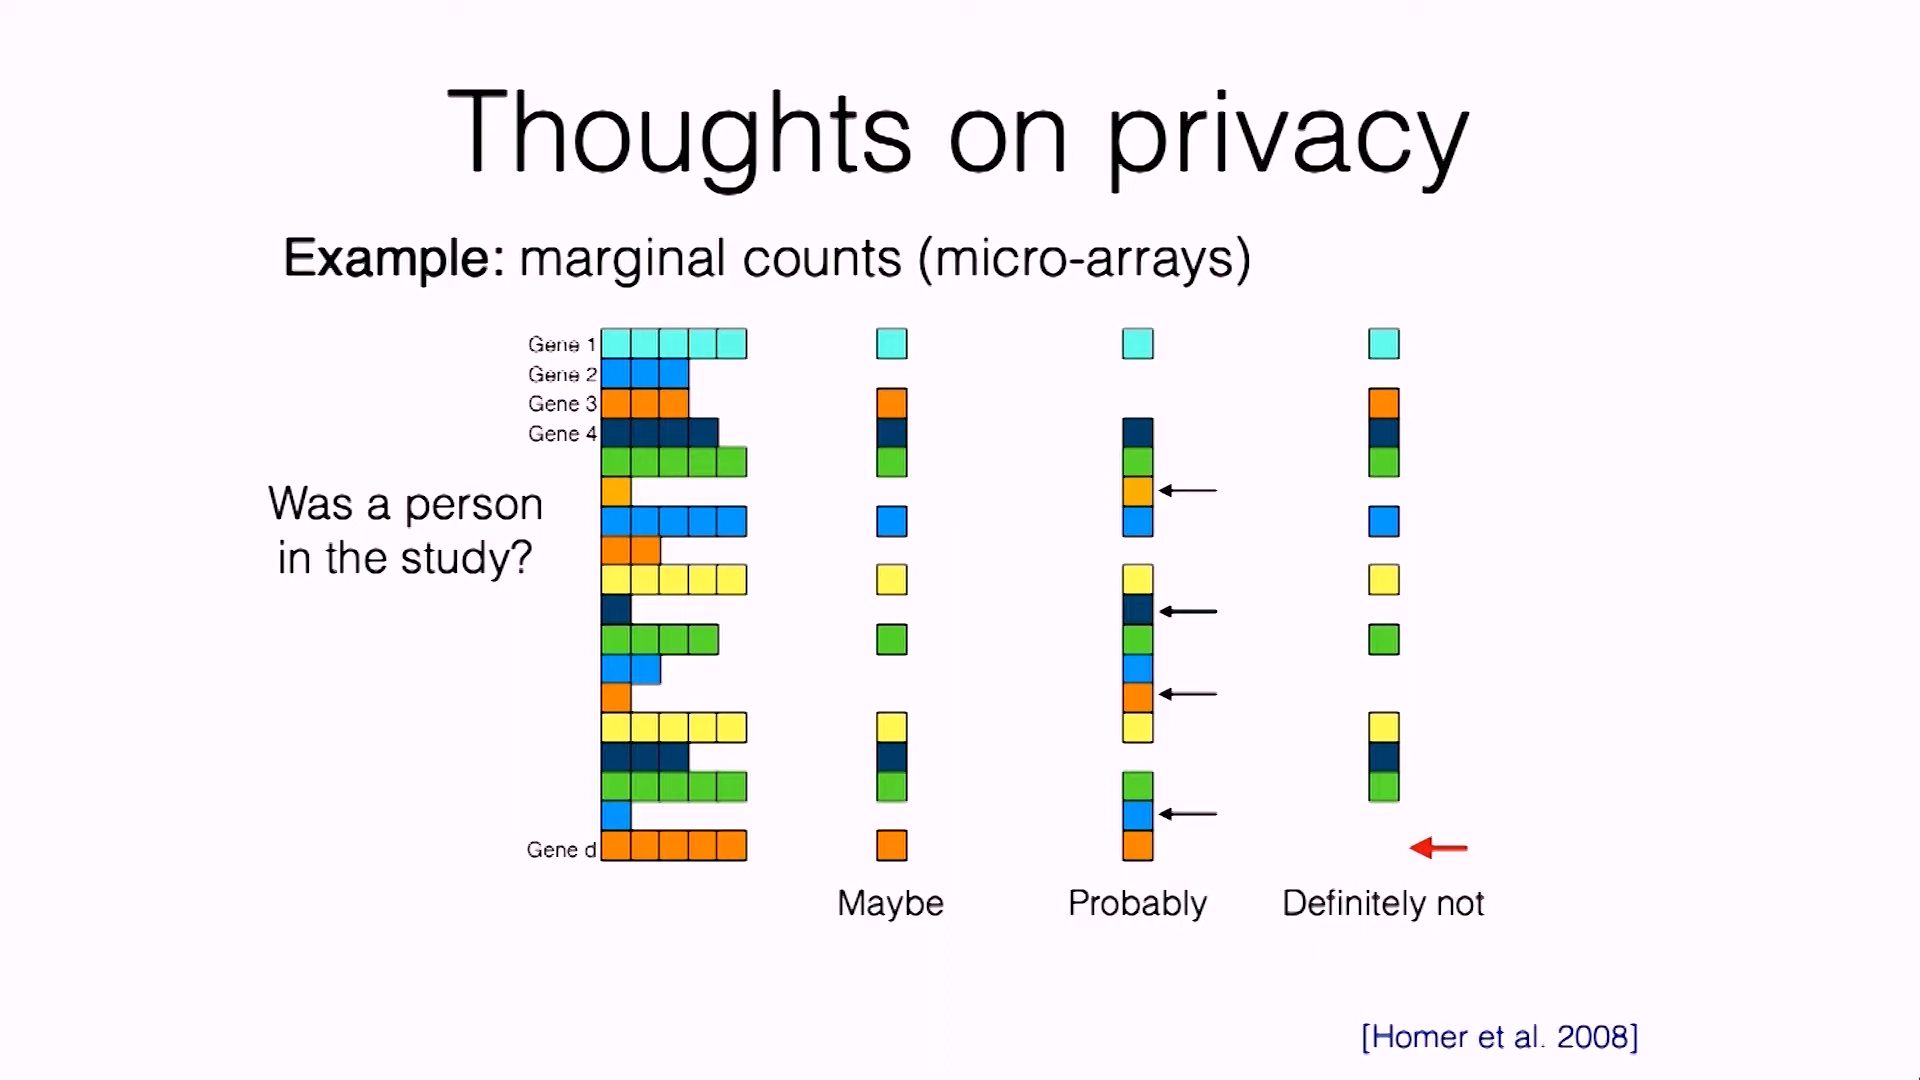 Thoughts on privacy
Example: marginal counts (micro-arrays)
Gene 1
Gene 2
Gene 3
Gene 4
Was a person
in the study?
Gene d
Maybe
Probably
Definitely not
[Homer et al. 2008]